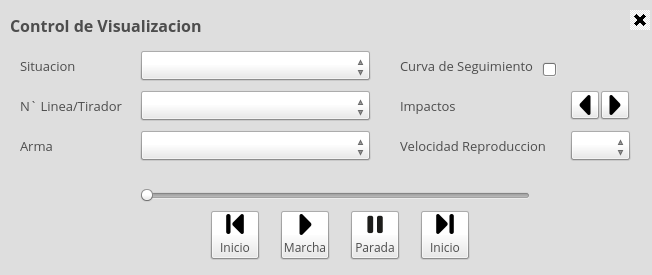 Control de Visualizacion
Situacion
Curva de Seguimiento
N` Linea/Tirador
Impactos
Arma
Velocidad Reproduccion
Inicio
Marcha
Parada
Inicio